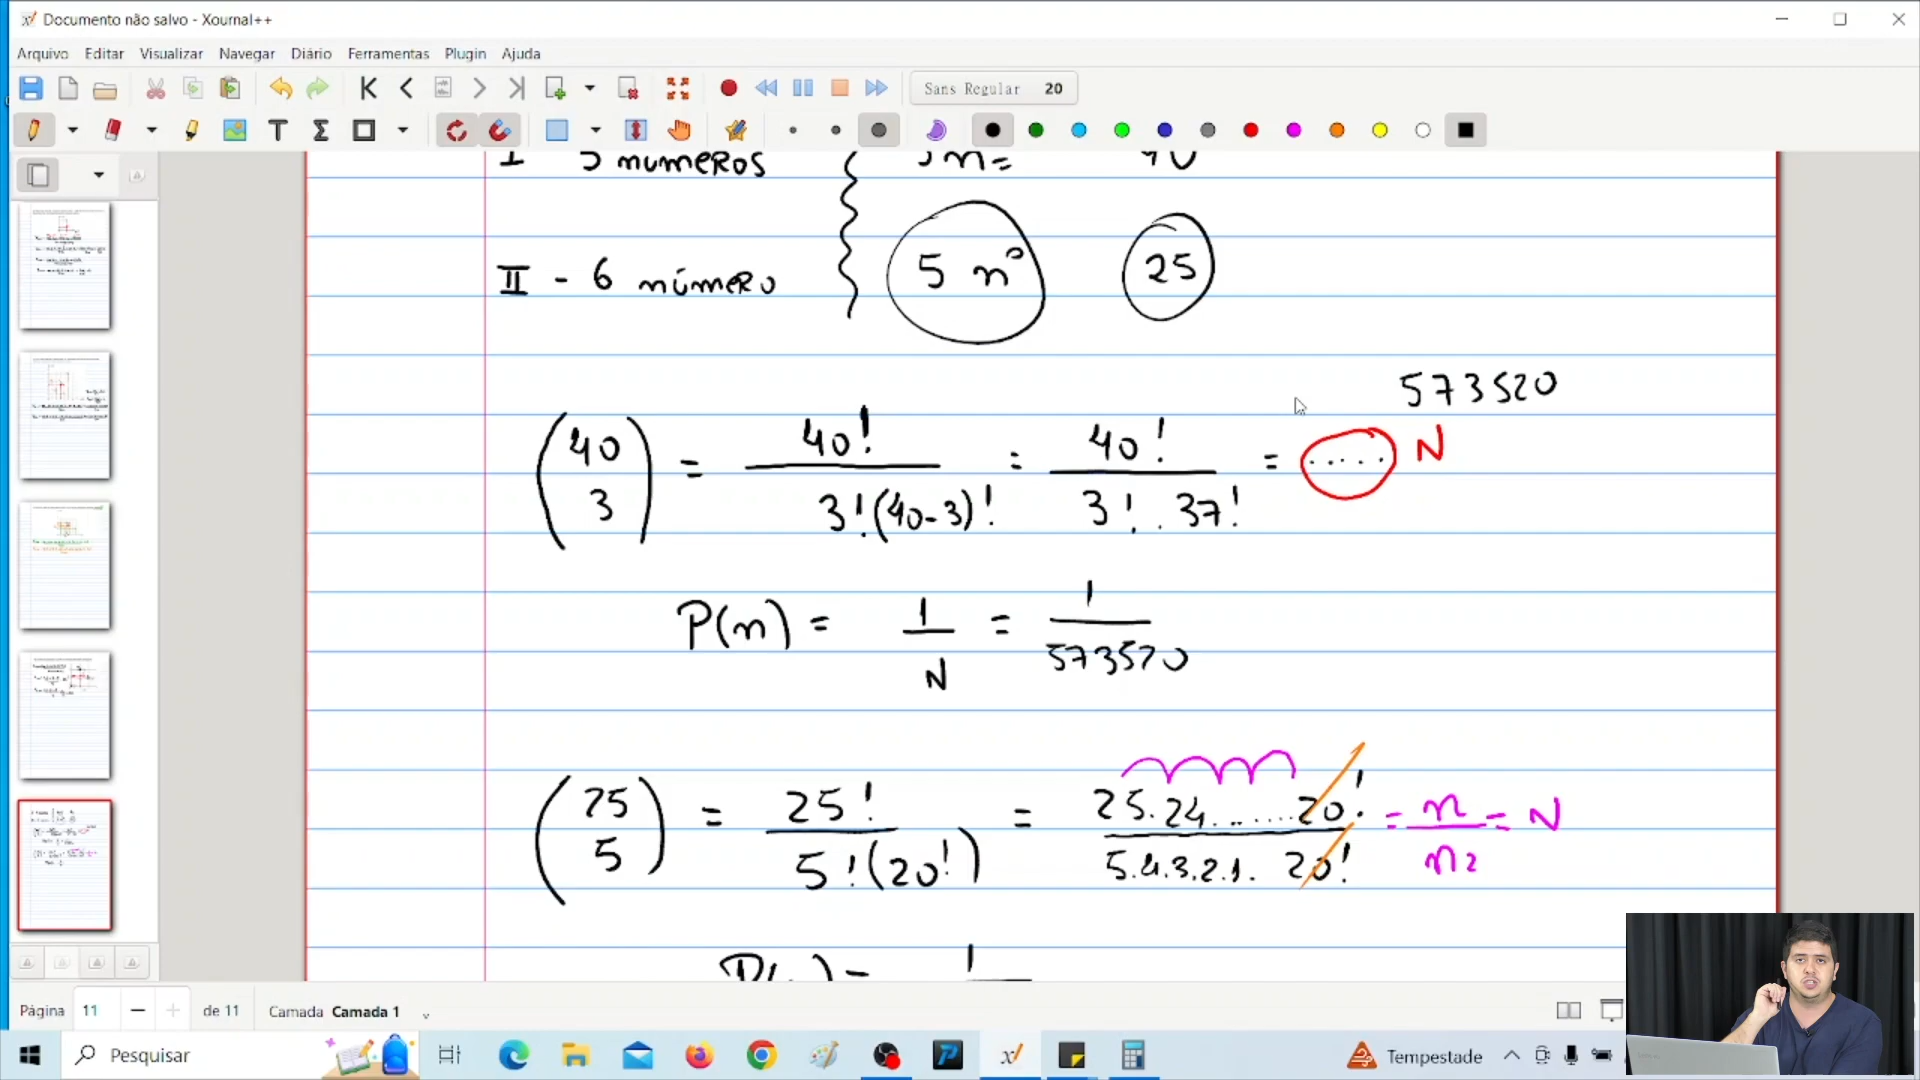 Documento não salvo - Xournal++
Arquivo Editar Visualizar Navegar Diário Ferramentas Plugin Ajuda
Sans Regular 20
I 5 números 3n= 40
II - 6 número 5 nº 25
573520
(40 3) = 40! / 3!(40-3)! = 40! / 3! . 37! = ..... N
P(n) = 1/N = 1/573520
(25 5) = 25! / 5!(20!) = 25.24.......20! / 5.4.3.2.1. 20! = n/n2 = N
Página 11 de 11 Camada Camada 1
Pesquisar Tempestade